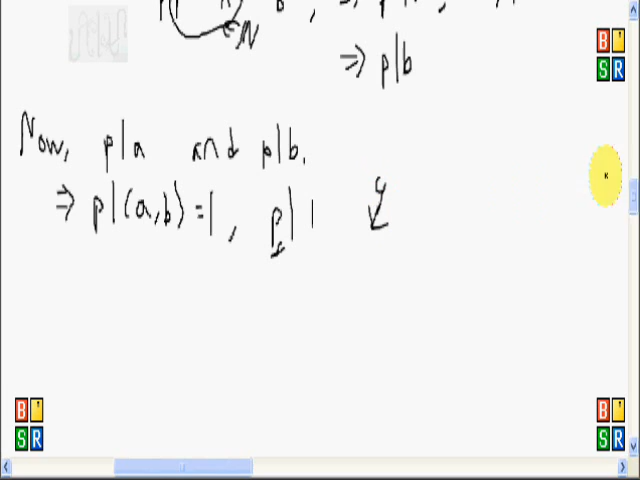 ∈ N
⇒ p|b
Now, p|a and p|b.
⇒ p|(a,b) = 1, p|1
B '
S R
B '
S R
B '
S R